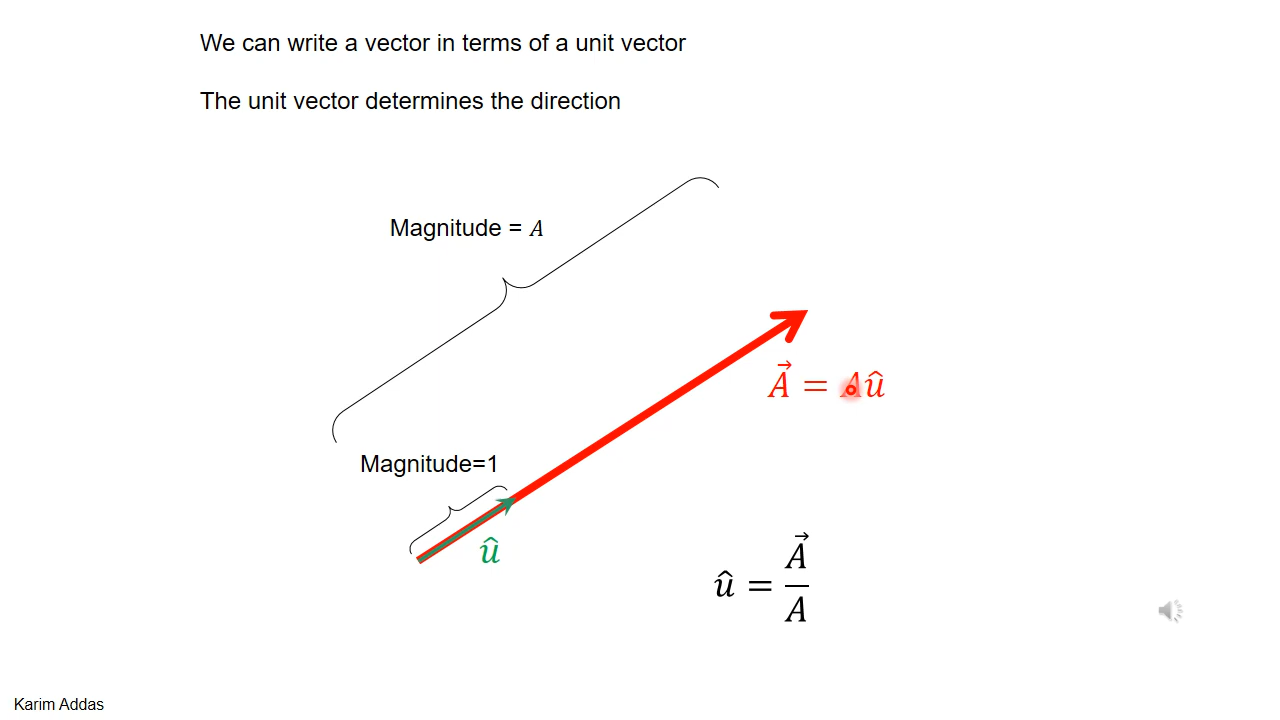 We can write a vector in terms of a unit vector
The unit vector determines the direction
Magnitude = A
A⃗ = Aû
Magnitude=1
û
û = A⃗ / A
Karim Addas